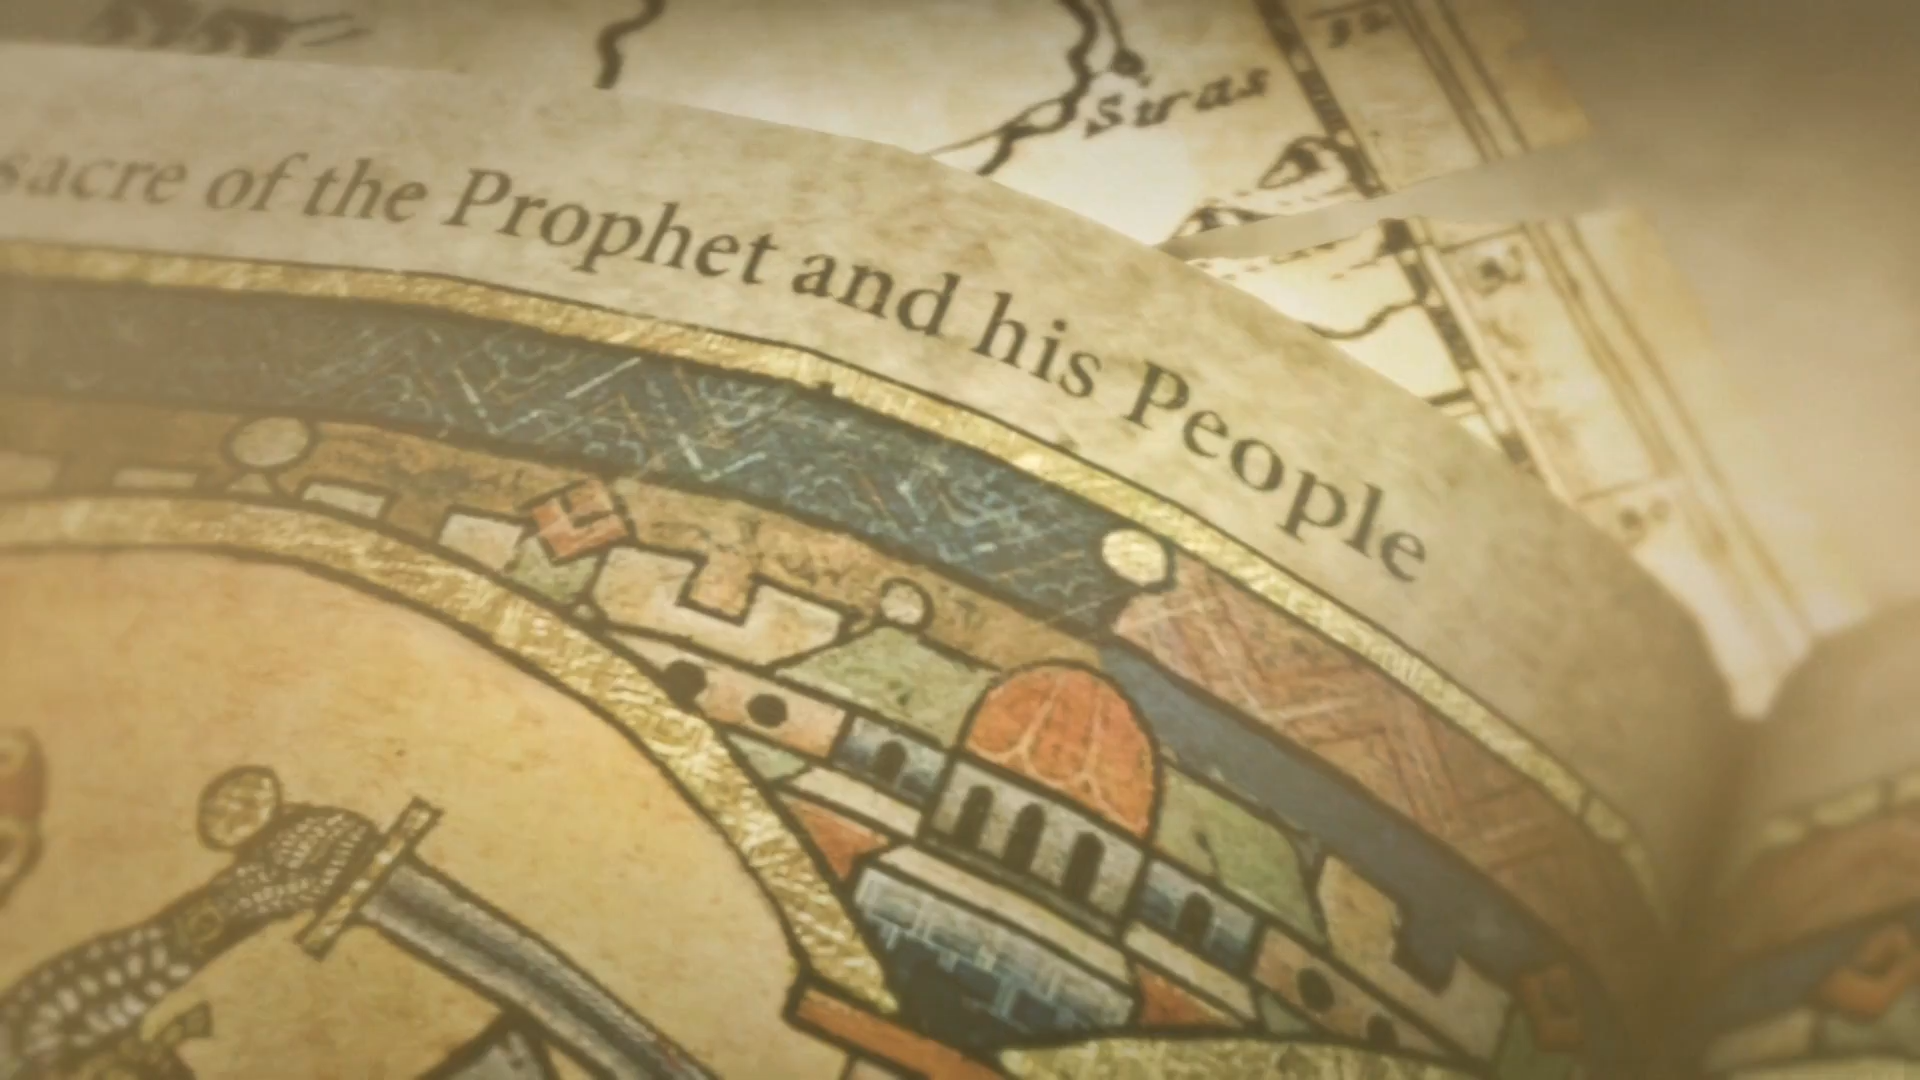 Stras
sacre of the Prophet and his People